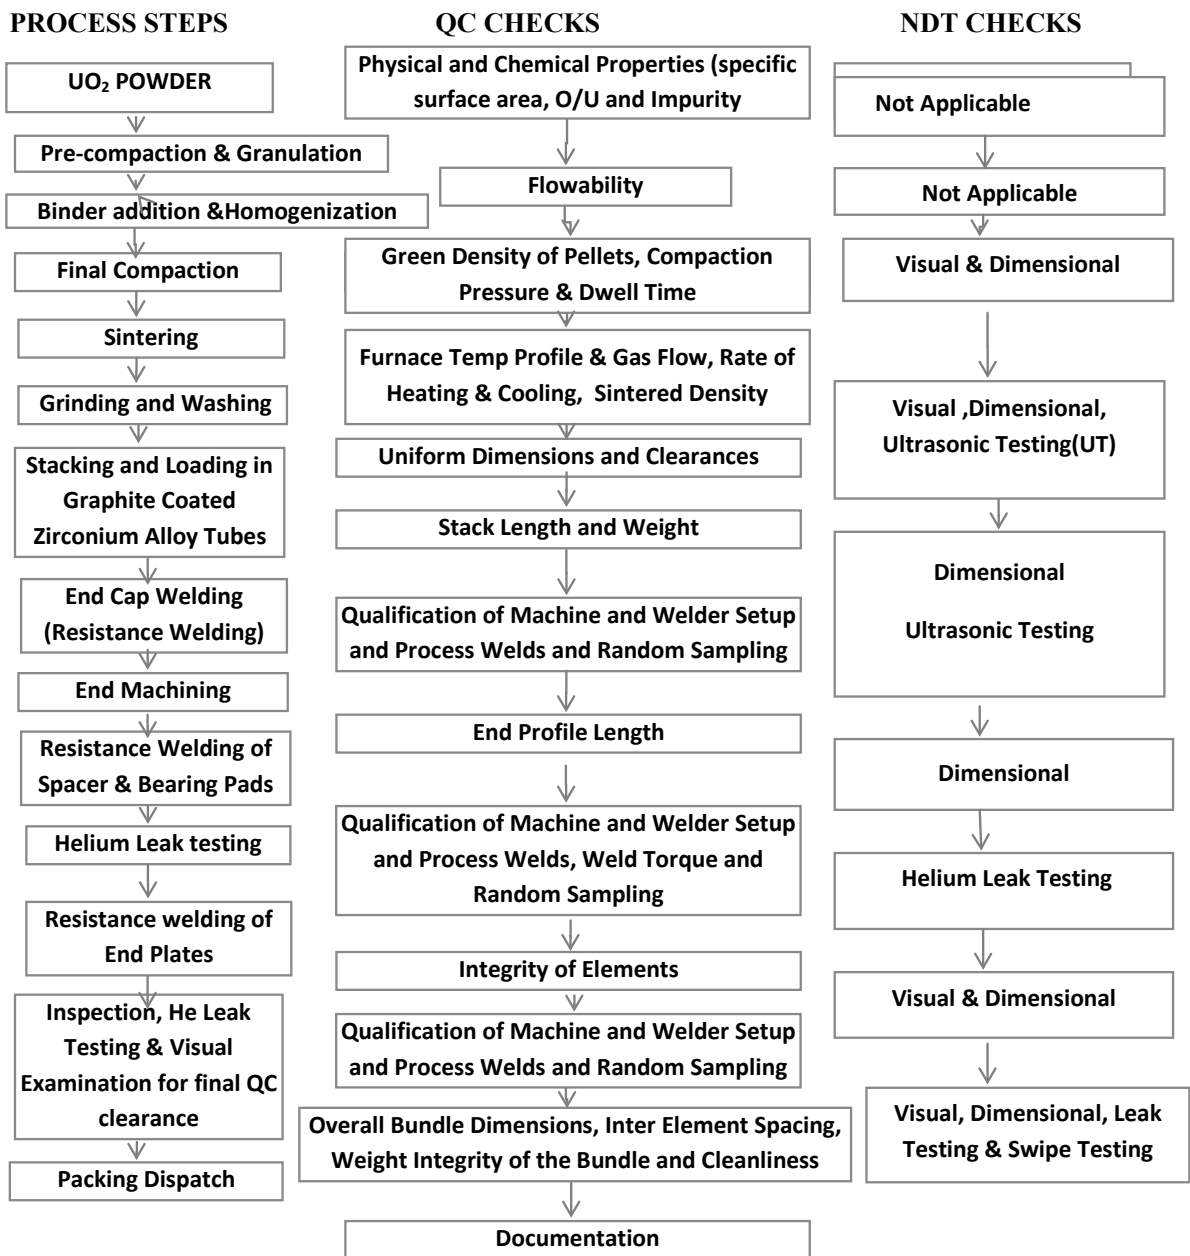 PROCESS STEPS
UO₂ POWDER
Pre-compaction & Granulation
Binder addition &Homogenization
Final Compaction
Sintering
Grinding and Washing
Stacking and Loading in
Graphite Coated
Zirconium Alloy Tubes
End Cap Welding
(Resistance Welding)
End Machining
Resistance Welding of
Spacer & Bearing Pads
Helium Leak testing
Resistance welding of
End Plates
Inspection, He Leak
Testing & Visual
Examination for final QC
clearance
Packing Dispatch
QC CHECKS
Physical and Chemical Properties (specific
surface area, O/U and Impurity
Flowability
Green Density of Pellets, Compaction
Pressure & Dwell Time
Furnace Temp Profile & Gas Flow, Rate of
Heating & Cooling, Sintered Density
Uniform Dimensions and Clearances
Stack Length and Weight
Qualification of Machine and Welder Setup
and Process Welds and Random Sampling
End Profile Length
Qualification of Machine and Welder Setup
and Process Welds, Weld Torque and
Random Sampling
Integrity of Elements
Qualification of Machine and Welder Setup
and Process Welds and Random Sampling
Overall Bundle Dimensions, Inter Element Spacing,
Weight Integrity of the Bundle and Cleanliness
Documentation
NDT CHECKS
Not Applicable
Not Applicable
Visual & Dimensional
Visual ,Dimensional,
Ultrasonic Testing(UT)
Dimensional
Ultrasonic Testing
Dimensional
Helium Leak Testing
Visual & Dimensional
Visual, Dimensional, Leak
Testing & Swipe Testing